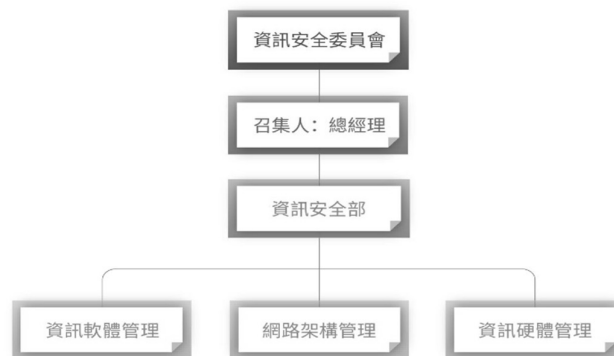 資訊安全委員會
召集人：總經理
資訊安全部
資訊軟體管理
網路架構管理
資訊硬體管理